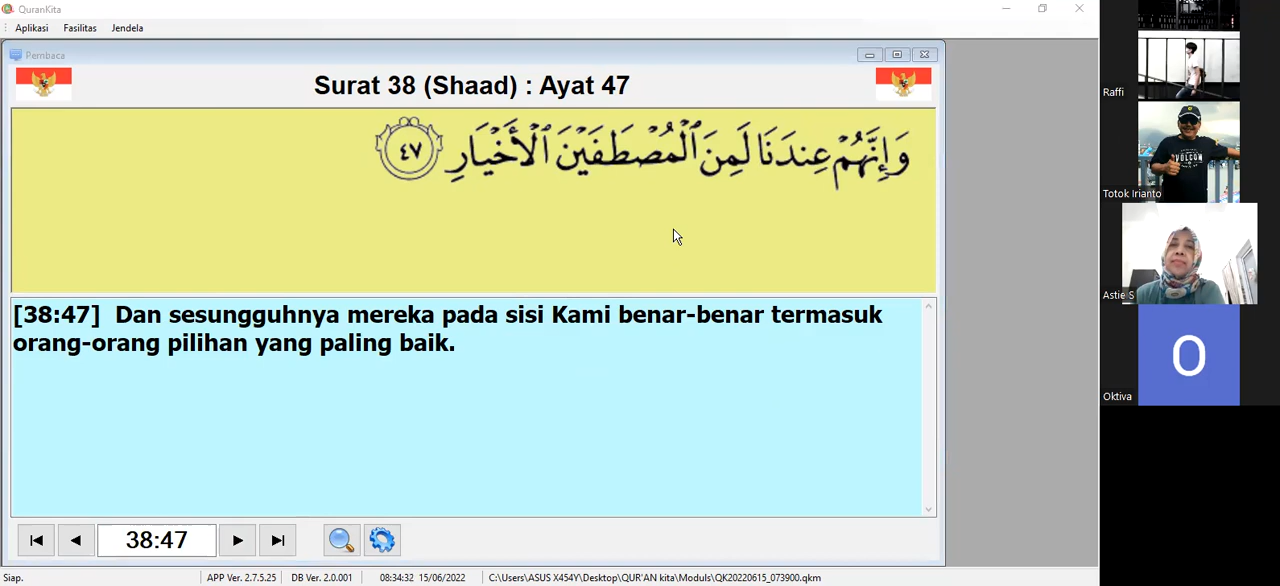 QuranKita
Aplikasi Fasilitas Jendela
Pembaca
Surat 38 (Shaad) : Ayat 47
وَإِنَّهُمْ عِندَنَا لَمِنَ ٱلْمُصْطَفَيْنَ ٱلْأَخْيَارِ ٤٧
[38:47] Dan sesungguhnya mereka pada sisi Kami benar-benar termasuk
orang-orang pilihan yang paling baik.
38:47
Siap. APP Ver. 2.7.5.25 DB Ver. 2.0.001 08:34:32 15/06/2022 C:\Users\ASUS X454Y\Desktop\QUR'AN kita\Moduls\QK20220615_073900.qkm
Raffi
VOLCOM
Totok Irianto
Astie S
O
Oktiva